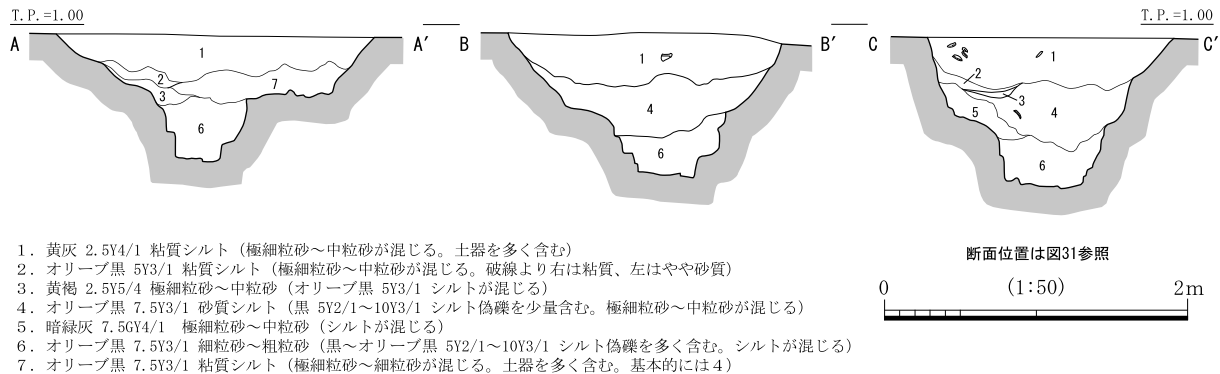 T.P.=1.00
T.P.=1.00
A
A′
B
B′
C
C′
1
2
3
7
6
1
4
6
1
2
3
5
4
6
1. 黄灰 2.5Y4/1 粘質シルト (極細粒砂～中粒砂が混じる。土器を多く含む)
2. オリーブ黒 5Y3/1 粘質シルト (極細粒砂～中粒砂が混じる。破線より右は粘質、左はやや砂質)
3. 黄褐 2.5Y5/4 極細粒砂～中粒砂 (オリーブ黒 5Y3/1 シルトが混じる)
4. オリーブ黒 7.5Y3/1 砂質シルト (黒 5Y2/1～10Y3/1 シルト偽礫を少量含む。極細粒砂～中粒砂が混じる)
5. 暗緑灰 7.5GY4/1 極細粒砂～中粒砂 (シルトが混じる)
6. オリーブ黒 7.5Y3/1 細粒砂～粗粒砂 (黒～オリーブ黒 5Y2/1～10Y3/1 シルト偽礫を多く含む。シルトが混じる)
7. オリーブ黒 7.5Y3/1 粘質シルト (極細粒砂～細粒砂が混じる。土器を多く含む。基本的には4)
断面位置は図31参照
0 (1:50) 2m